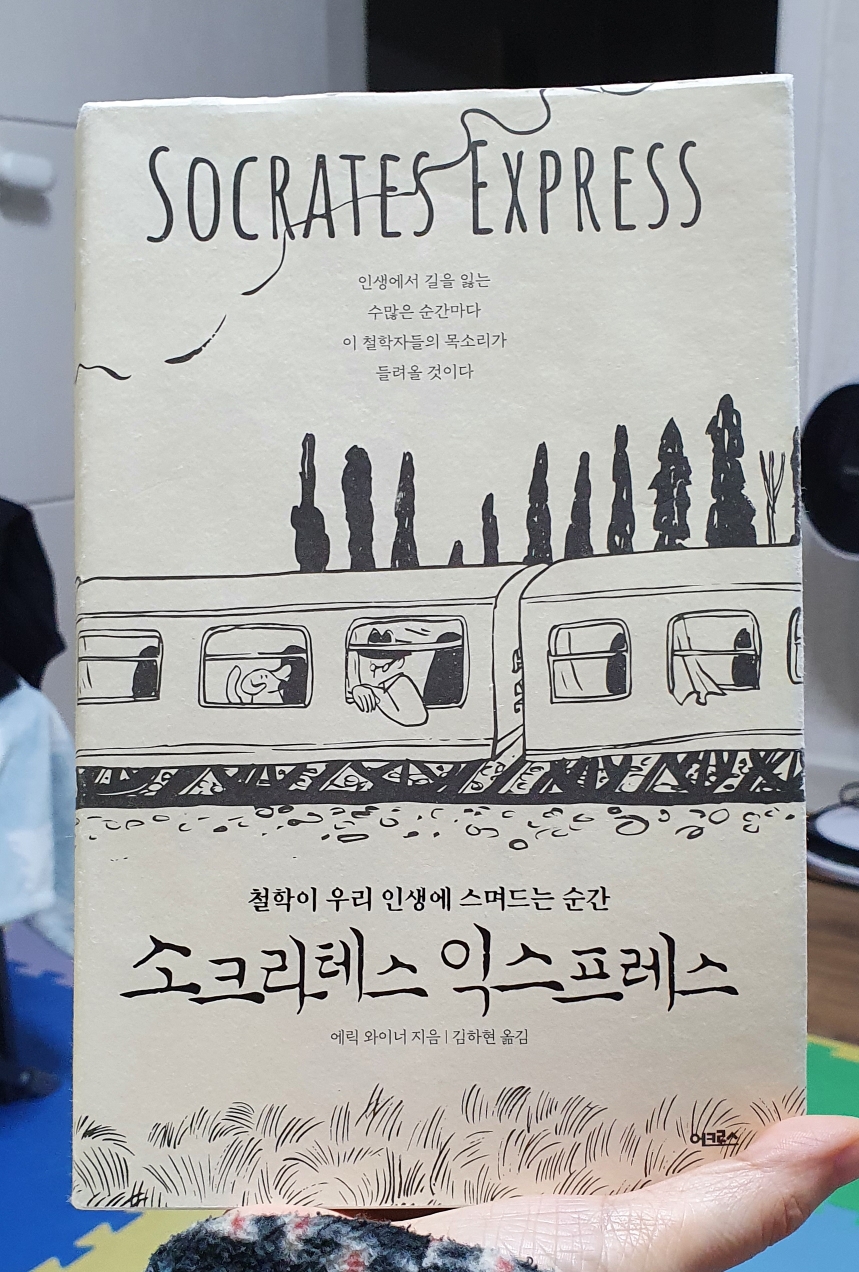 SOCRATES EXPRESS
인생에서 길을 잃는
수많은 순간마다
이 철학자들의 목소리가
들려올 것이다
철학이 우리 인생에 스며드는 순간
소크라테스 익스프레스
에릭 와이너 지음 | 김하현 옮김
어크로스